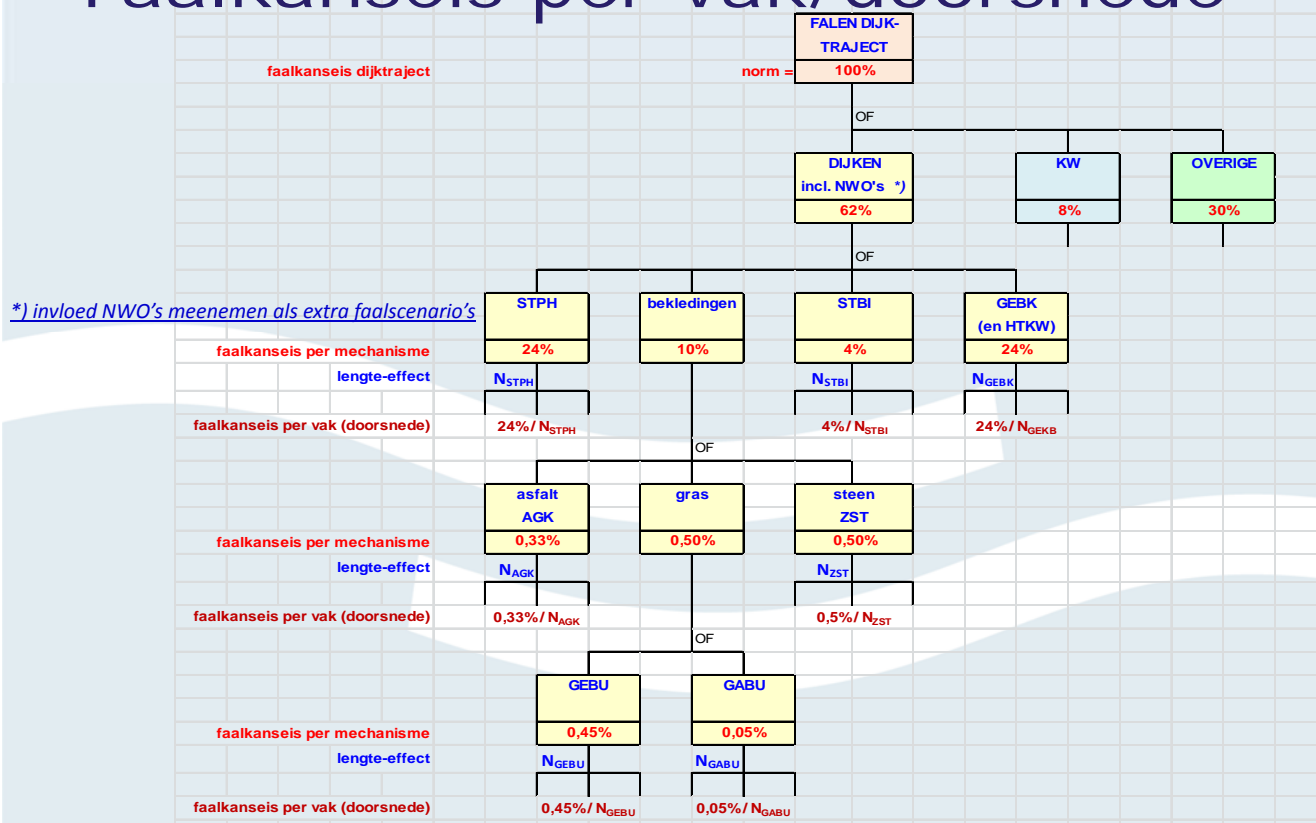 Faalkanseis per vak/doorsnede
FALEN DIJK-
TRAJECT
faalkanseis dijktraject
norm =
100%
OF
DIJKEN
incl. NWO's *)
62%
KW
8%
OVERIGE
30%
OF
*) invloed NWO's meenemen als extra faalscenario's
STPH
bekledingen
STBI
GEBK
(en HTKW)
faalkanseis per mechanisme
24%
10%
4%
24%
lengte-effect
NSTPH
NSTBI
NGEBK
faalkanseis per vak (doorsnede)
24%/ NSTPH
4%/ NSTBI
24%/ NGEKB
OF
asfalt
AGK
gras
steen
ZST
faalkanseis per mechanisme
0,33%
0,50%
0,50%
lengte-effect
NAGK
NZST
faalkanseis per vak (doorsnede)
0,33%/ NAGK
0,5%/ NZST
OF
GEBU
GABU
faalkanseis per mechanisme
0,45%
0,05%
lengte-effect
NGEBU
NGABU
faalkanseis per vak (doorsnede)
0,45%/ NGEBU
0,05%/ NGABU